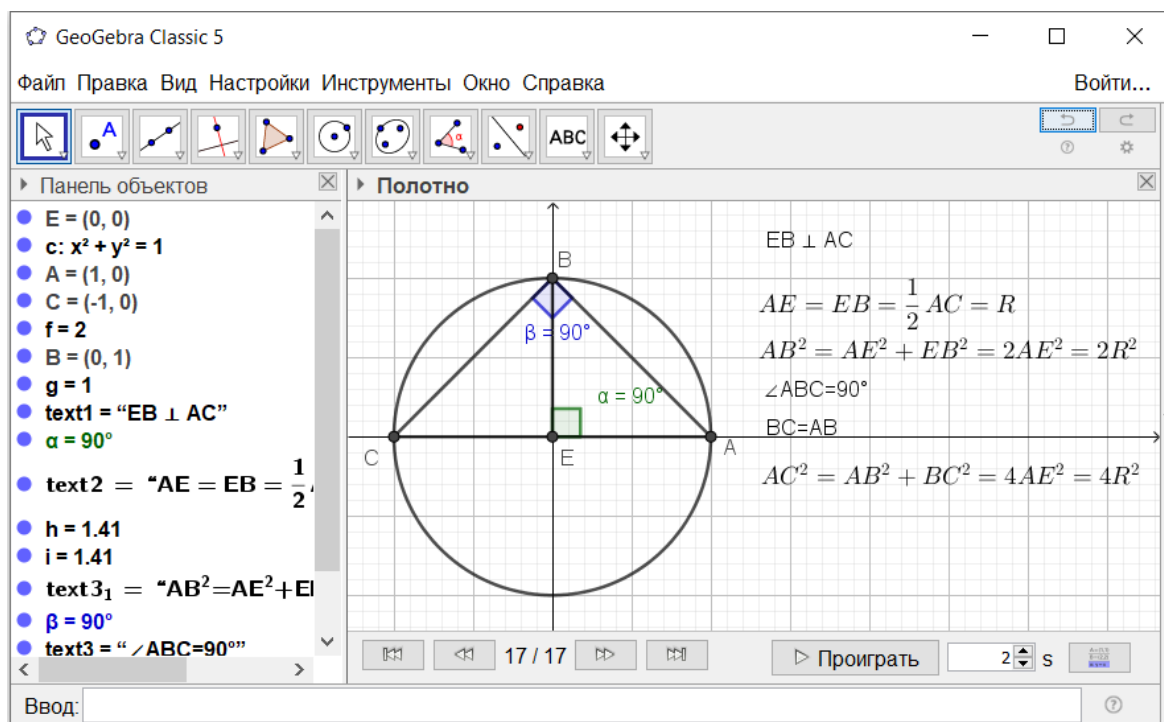 GeoGebra Classic 5
Файл Правка Вид Настройки Инструменты Окно Справка Войти...
A α ABC
Панель объектов
E = (0, 0)
c: x² + y² = 1
A = (1, 0)
C = (-1, 0)
f = 2
B = (0, 1)
g = 1
text1 = “EB ⊥ AC”
α = 90°
text2 = “AE = EB = 1/2
h = 1.41
i = 1.41
text3₁ = “AB²=AE²+E
β = 90°
text3 = “∠ABC=90°”
Полотно
B
β = 90°
α = 90°
C
E
A
EB ⊥ AC
AE = EB = 1/2 AC = R
AB² = AE² + EB² = 2AE² = 2R²
∠ABC=90°
BC=AB
AC² = AB² + BC² = 4AE² = 4R²
17 / 17 Проиграть 2 s
Ввод: